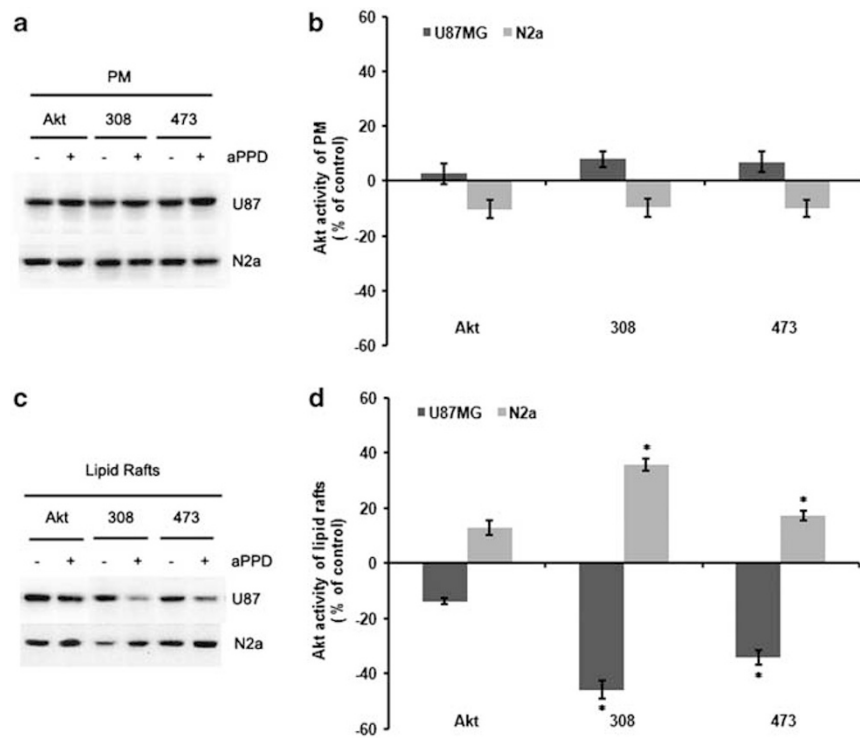 a
PM
Akt 308 473
- + - + - + aPPD
U87
N2a
b
U87MG N2a
60
40
20
0
-20
-40
-60
Akt activity of PM
( % of control)
Akt 308 473
c
Lipid Rafts
Akt 308 473
- + - + - + aPPD
U87
N2a
d
U87MG N2a
60
40
20
0
-20
-40
-60
Akt activity of lipid rafts
( % of control)
* *
* *
Akt 308 473